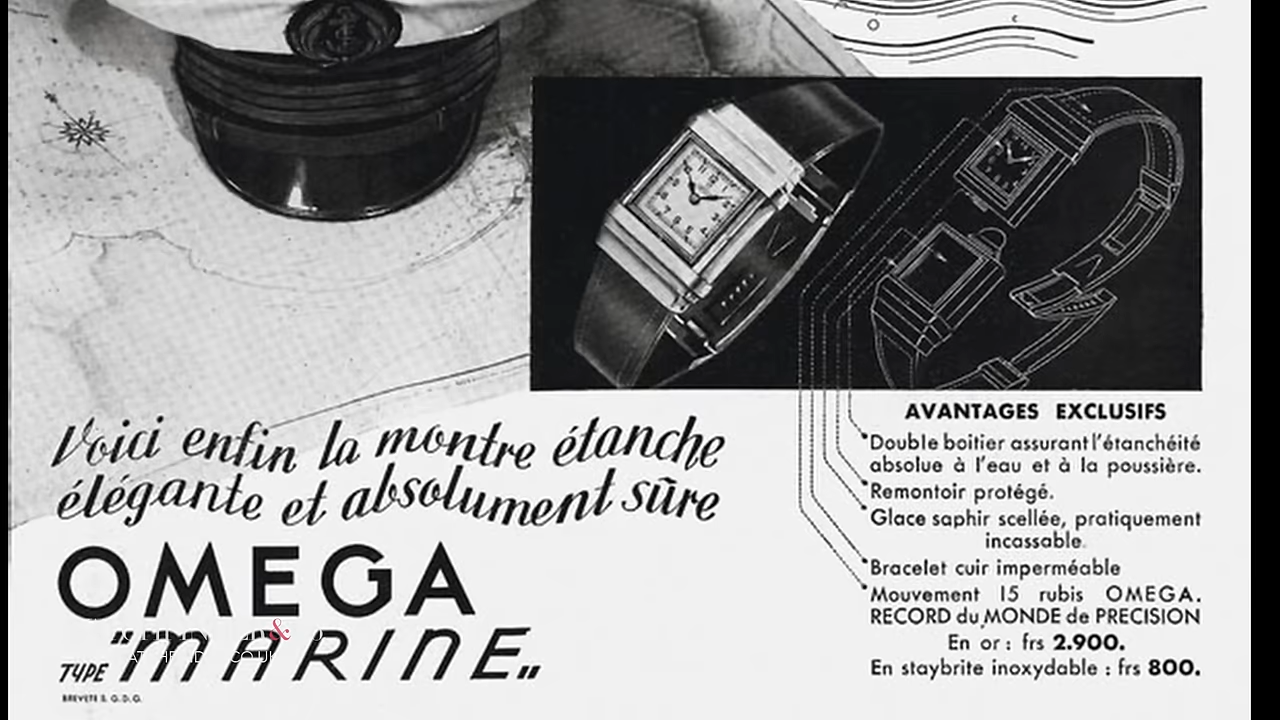 Voici enfin la montre étanche
élégante et absolument sûre
OMEGA
TYPE "MARINE"
BREVETE S. G. D. G.
AVANTAGES EXCLUSIFS
Double boitier assurant l'étanchéité
absolue à l'eau et à la poussière.
Remontoir protégé.
Glace saphir scellée, pratiquement
incassable.
Bracelet cuir imperméable
Mouvement 15 rubis OMEGA.
RECORD du MONDE de PRECISION
En or : frs 2.900.
En staybrite inoxydable : frs 800.